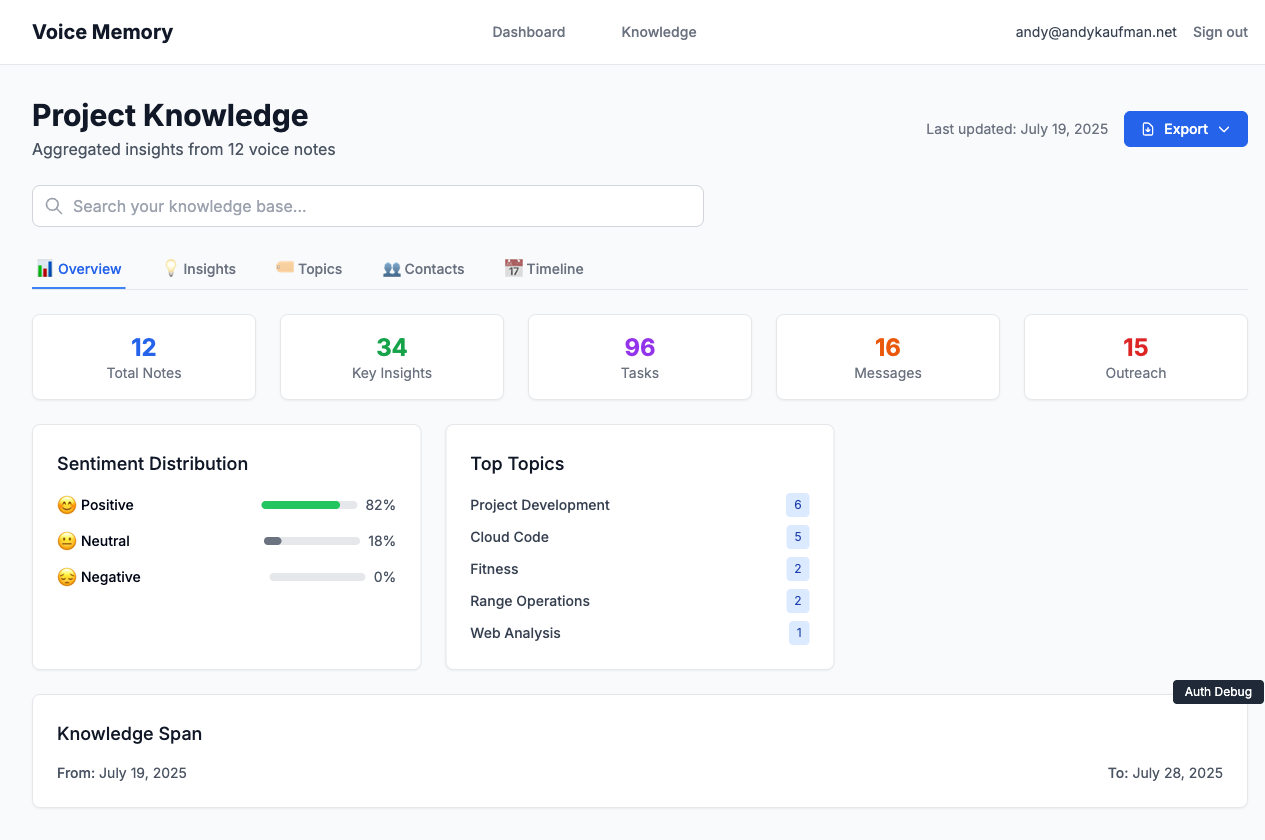 Voice Memory
Dashboard
Knowledge
andy@andykaufman.net
Sign out
Project Knowledge
Aggregated insights from 12 voice notes
Last updated: July 19, 2025
Export
Search your knowledge base...
Overview
Insights
Topics
Contacts
Timeline
12
Total Notes
34
Key Insights
96
Tasks
16
Messages
15
Outreach
Sentiment Distribution
Positive 82%
Neutral 18%
Negative 0%
Top Topics
Project Development 6
Cloud Code 5
Fitness 2
Range Operations 2
Web Analysis 1
Auth Debug
Knowledge Span
From: July 19, 2025
To: July 28, 2025